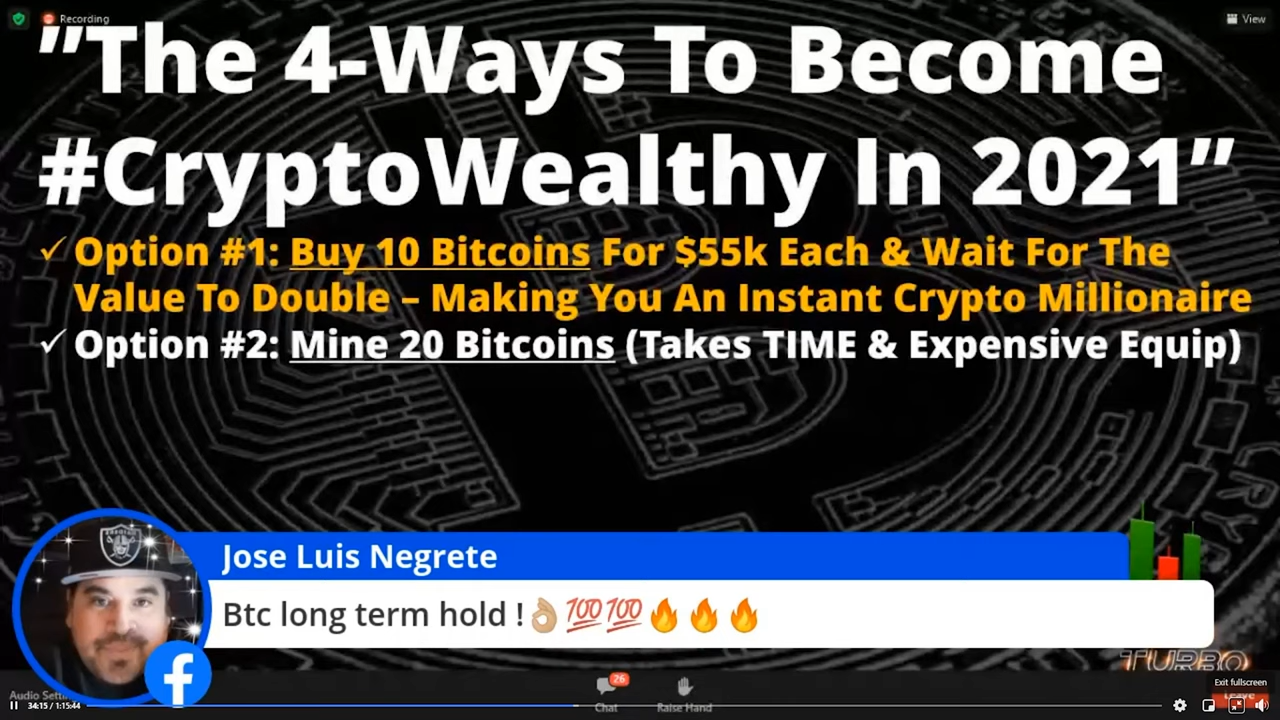 Recording
View
"The 4-Ways To Become
#CryptoWealthy In 2021"
✓ Option #1: Buy 10 Bitcoins For $55k Each & Wait For The
Value To Double – Making You An Instant Crypto Millionaire
✓ Option #2: Mine 20 Bitcoins (Takes TIME & Expensive Equip)
Jose Luis Negrete
Btc long term hold !👌🏽💯💯🔥🔥🔥
TURBO
26
Exit fullscreen
Audio
Chat
Raise Hand
Leave
34:15 / 1:15:44